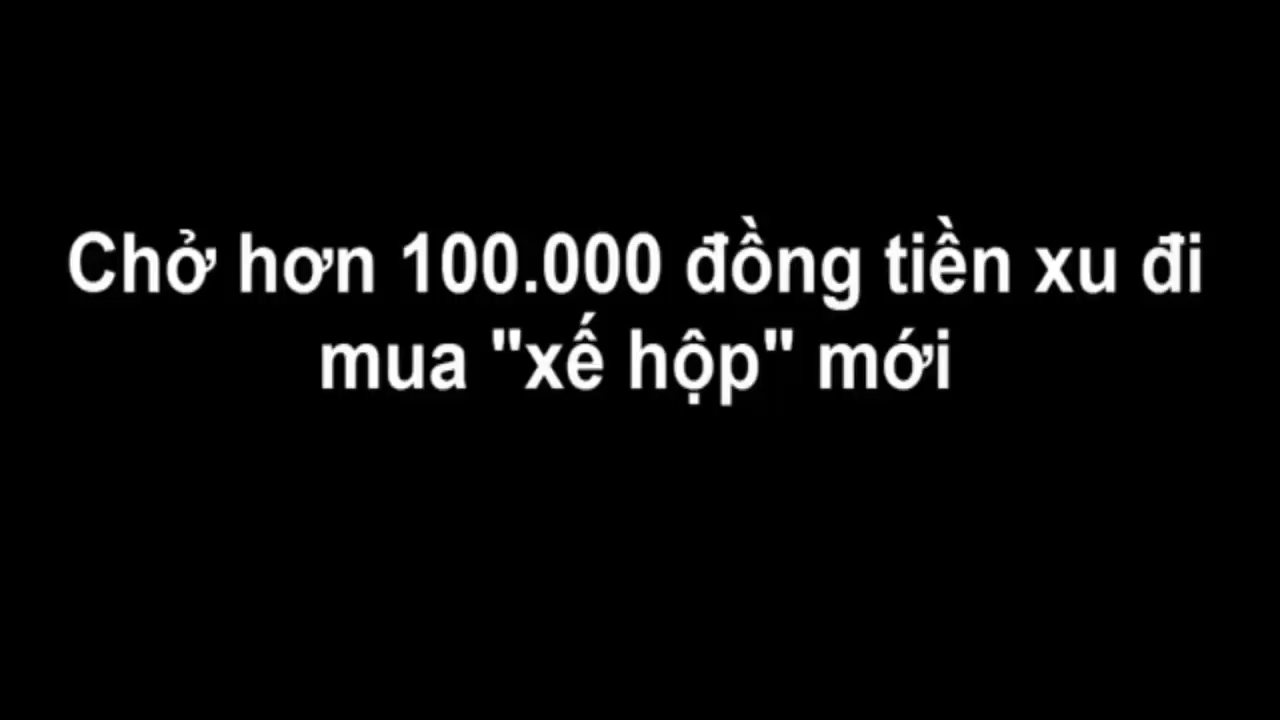 Chở hơn 100.000 đồng tiền xu đi
mua "xế hộp" mới